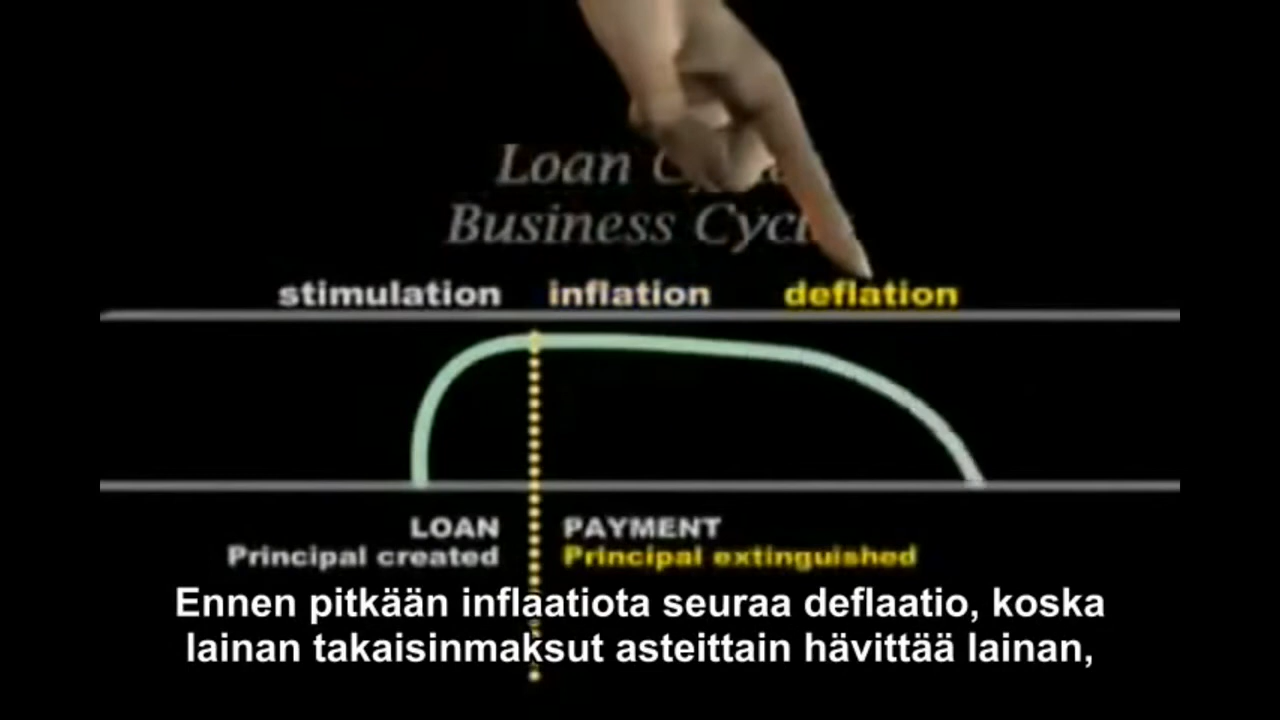 Loan
Business
stimulation inflation deflation
LOAN PAYMENT
Principal created Principal extinguished
Ennen pitkään inflaatiota seuraa deflaatio, koska
lainan takaisinmaksut asteittain hävittää lainan,